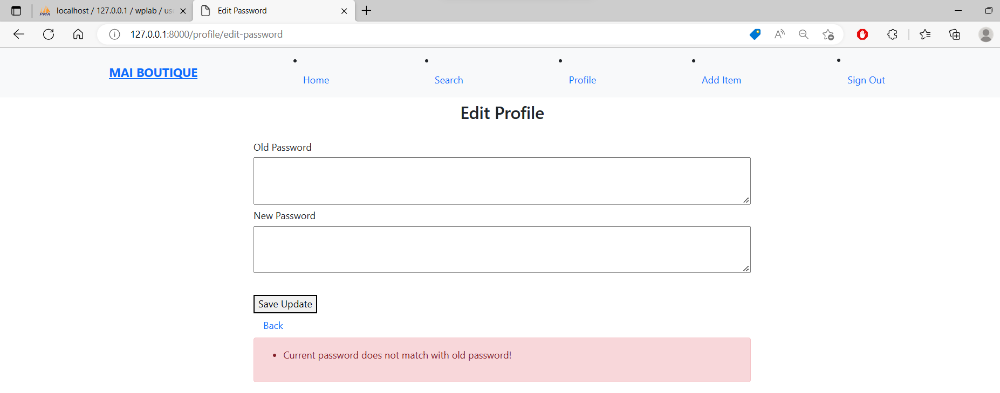 PMA localhost / 127.0.0.1 / wplab / us
Edit Password
127.0.0.1:8000/profile/edit-password
MAI BOUTIQUE
Home
Search
Profile
Add Item
Sign Out
Edit Profile
Old Password
New Password
Save Update
Back
• Current password does not match with old password!